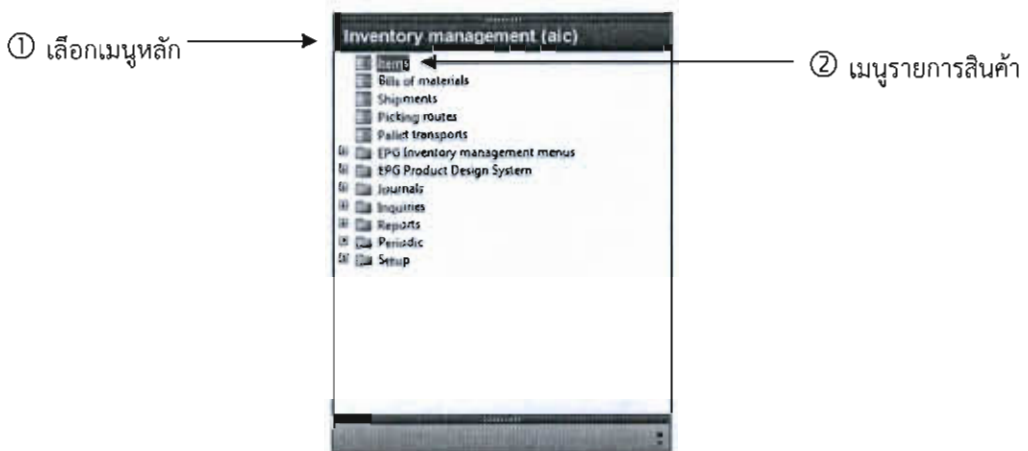 ① เลือกเมนูหลัก
Inventory management (aic)
Items
② เมนูรายการสินค้า
Bills of materials
Shipments
Picking routes
Pallet transports
EPG Inventory management menus
EPG Product Design System
Journals
Inquiries
Reports
Periodic
Setup